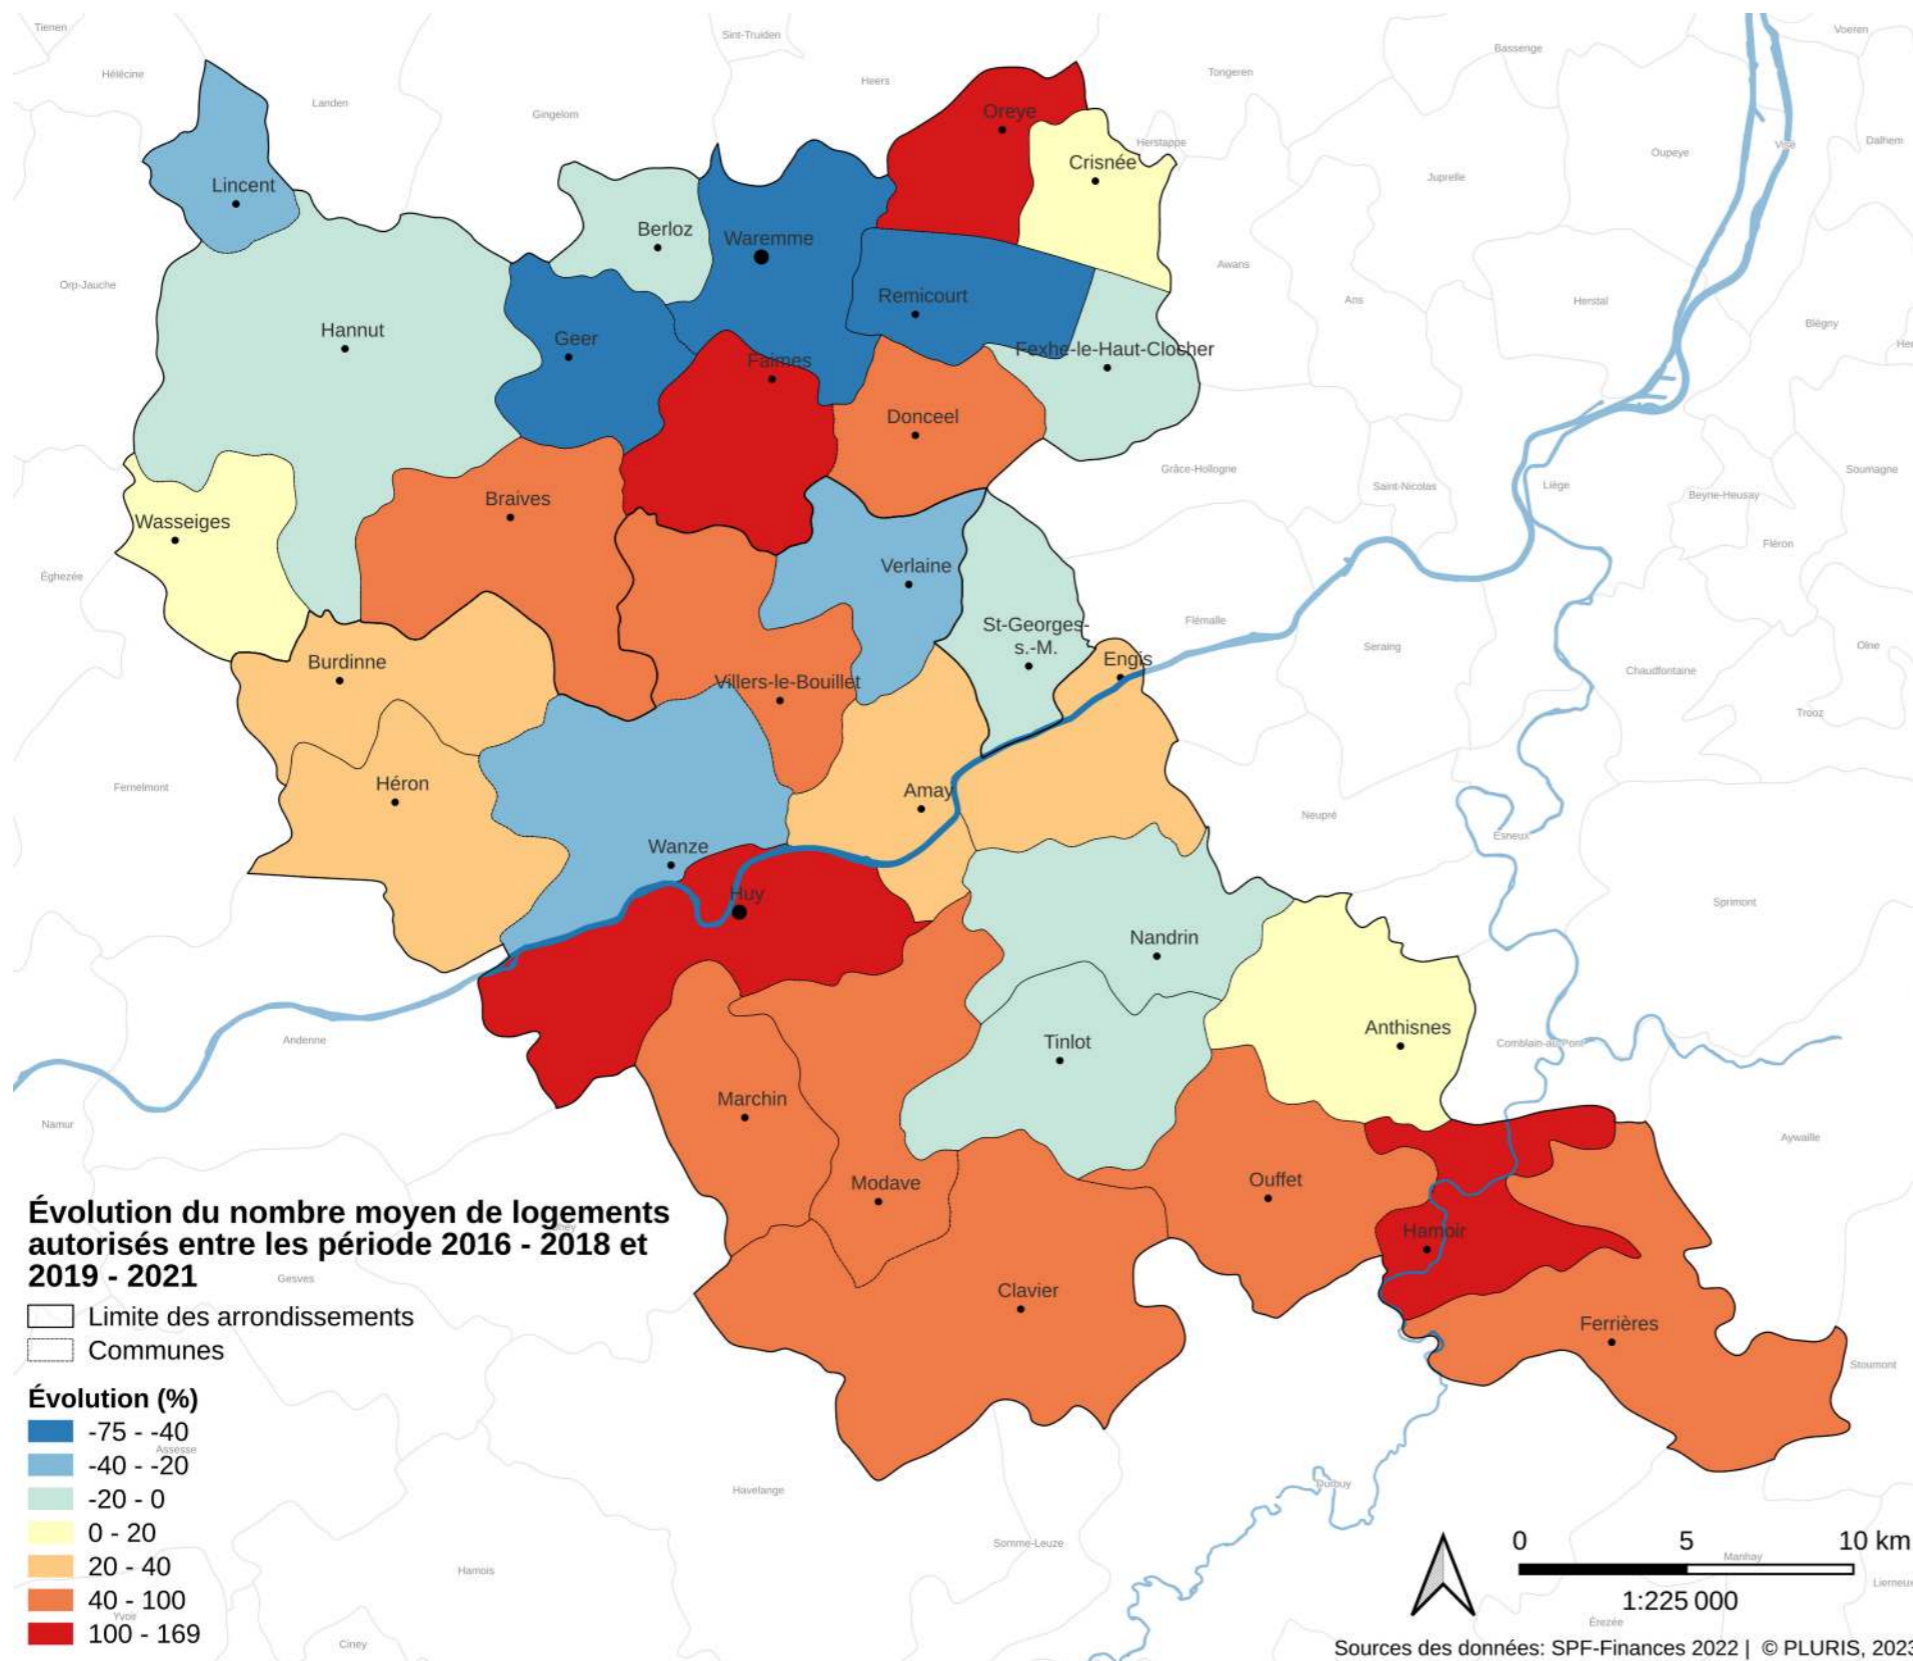 Tienen
Sint-Truiden
Voeren
Bassenge
Hélécine
Heers
Tongeren
Landen
Gingelom
Oreye
Herstappe
Visé
Dalhem
Oupeye
Crisnée
Juprelle
Lincent
Berloz
Waremme
Awans
Orp-Jauche
Remicourt
Ans
Herstal
Blégny
Hannut
Geer
Fexhe-le-Haut-Clocher
Faimes
Donceel
Grâce-Hollogne
Soumagne
Saint-Nicolas
Liège
Beyne-Heusay
Braives
Wasseiges
Fléron
Verlaine
Éghezée
Flémalle
St-Georges-
s.-M.
Seraing
Olne
Engis
Burdinne
Chaudfontaine
Villers-le-Bouillet
Trooz
Héron
Fernelmont
Amay
Neupré
Esneux
Wanze
Huy
Sprimont
Nandrin
Anthisnes
Andenne
Tinlot
Comblain-au-Pont
Marchin
Namur
Aywaille
Modave
Ouffet
Hamoir
Clavier
Ferrières
Évolution du nombre moyen de logements
autorisés entre les période 2016 - 2018 et
2019 - 2021
Gesves
Limite des arrondissements
Communes
Stoumont
Évolution (%)
-75 - -40
Assesse
-40 - -20
-20 - 0
0 - 20
20 - 40
40 - 100
Yvoir
100 - 169
Havelange
Durbuy
Somme-Leuze
Hamois
Ciney
0 5 10 km
Manhay
Lierneux
1:225 000
Érezée
Sources des données: SPF-Finances 2022 | © PLURIS, 2023